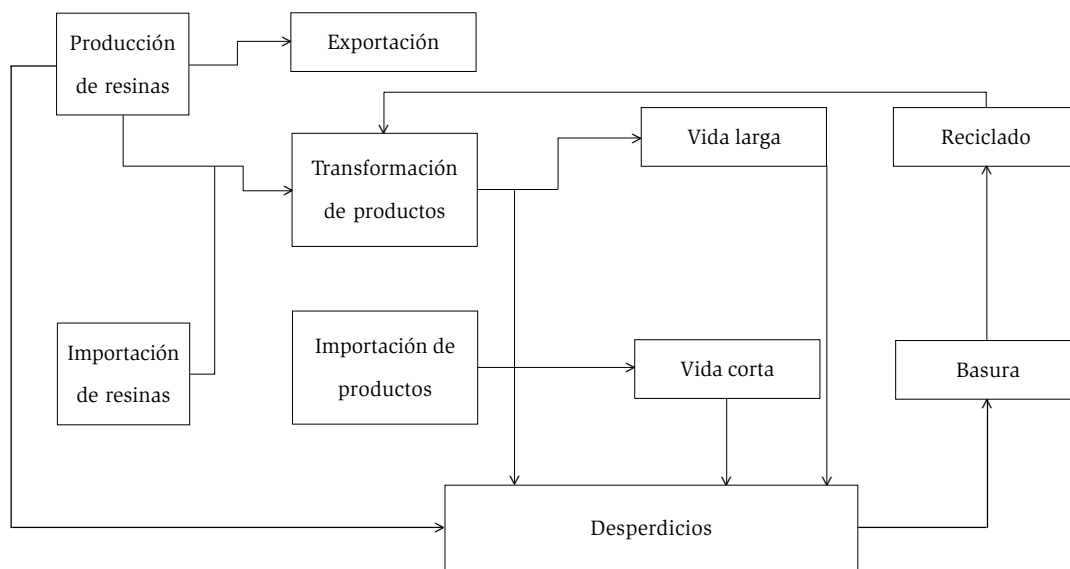 Producción
de resinas
Exportación
Transformación
de productos
Vida larga
Reciclado
Importación
de resinas
Importación de
productos
Vida corta
Basura
Desperdicios